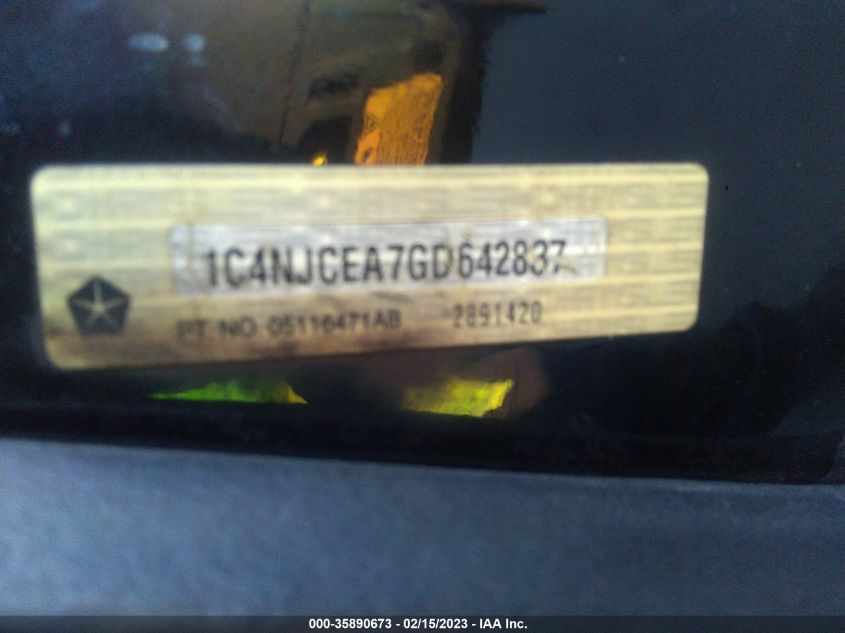 1C4NJCEA7GD642837
PT. NO. 05116471AB 2891420
000-35890673 - 02/15/2023 - IAA Inc.